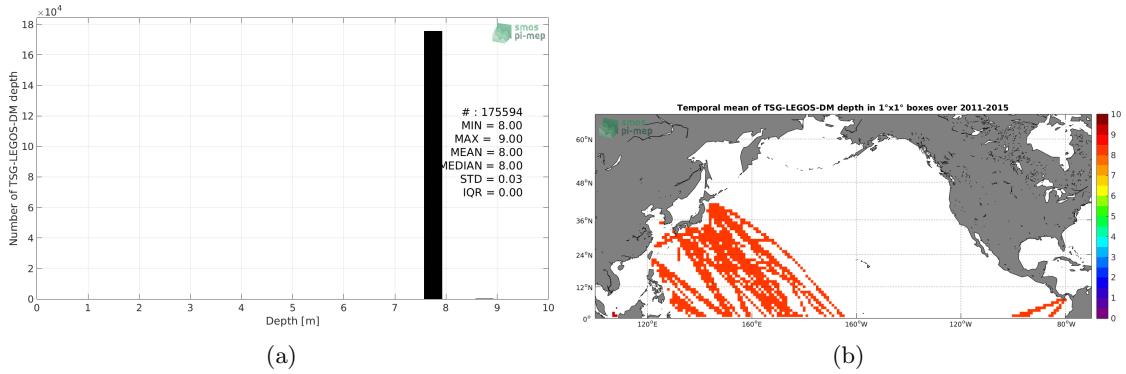 ×10⁴
18
16
14
12
10
8
6
4
2
0
Number of TSG-LEGOS-DM depth
smos
pi-mep
# : 175594
MIN = 8.00
MAX = 9.00
MEAN = 8.00
MEDIAN = 8.00
STD = 0.03
IQR = 0.00
0 1 2 3 4 5 6 7 8 9 10
Depth [m]
(a)
Temporal mean of TSG-LEGOS-DM depth in 1°x1° boxes over 2011-2015
smos
pi-mep
60°N
48°N
36°N
24°N
12°N
0°
120°E 160°E 160°W 120°W 80°W
10
9
8
7
6
5
4
3
2
1
0
(b)